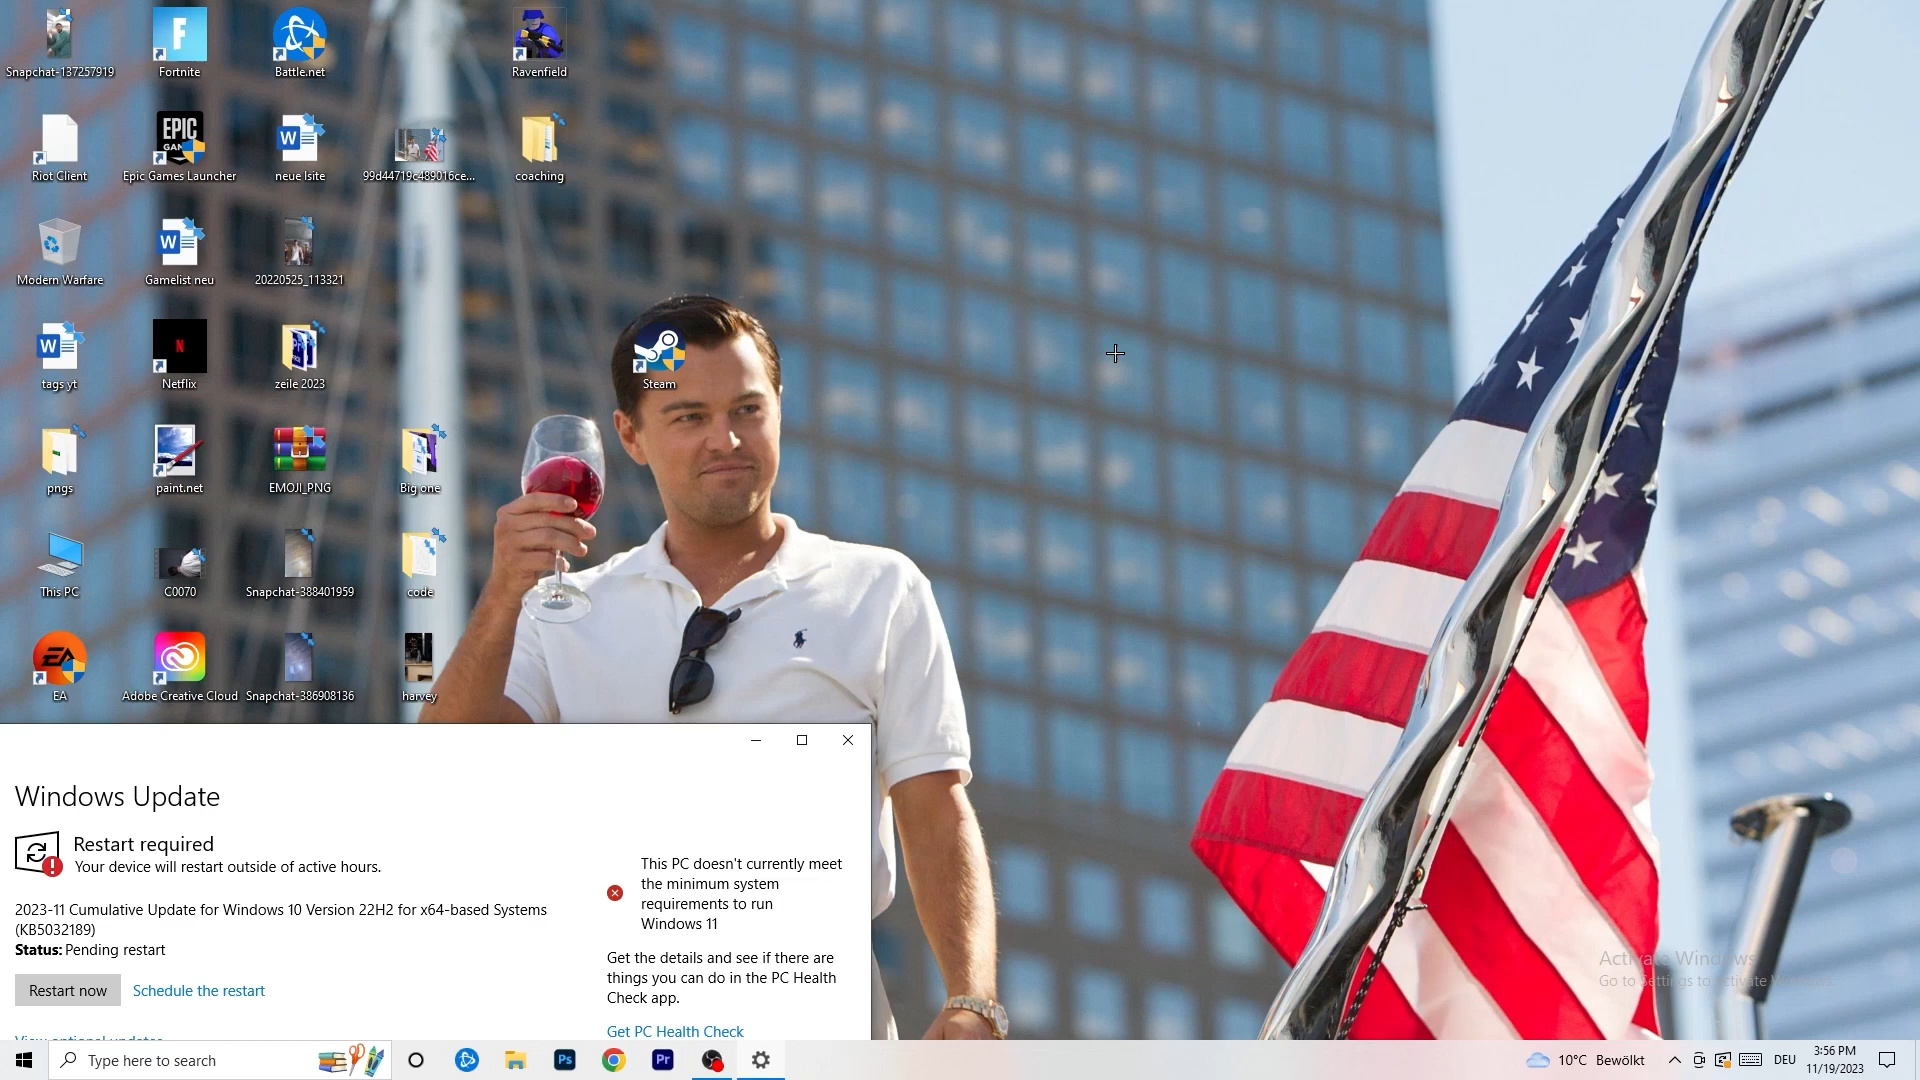 Snapchat-137257919
Fortnite
Battle.net
Ravenfield
EPIC
Riot Client
Epic Games Launcher
neue lsite
99d44719c489016ce...
coaching
Modern Warfare
Gamelist neu
20220525_113321
tags yt
Netflix
zeile 2023
Steam
pngs
paint.net
EMOJI_PNG
Big one
This PC
C0070
Snapchat-388401959
code
EA
Adobe Creative Cloud
Snapchat-386908136
harvey
Windows Update
Restart required
Your device will restart outside of active hours.
2023-11 Cumulative Update for Windows 10 Version 22H2 for x64-based Systems
(KB5032189)
Status: Pending restart
Restart now
Schedule the restart
View optional updates
This PC doesn't currently meet
the minimum system
requirements to run
Windows 11
Get the details and see if there are
things you can do in the PC Health
Check app.
Get PC Health Check
Activate Windows
Go to Settings to activate Windows.
Type here to search
Ps
Pr
10°C Bewölkt
DEU
3:56 PM
11/19/2023